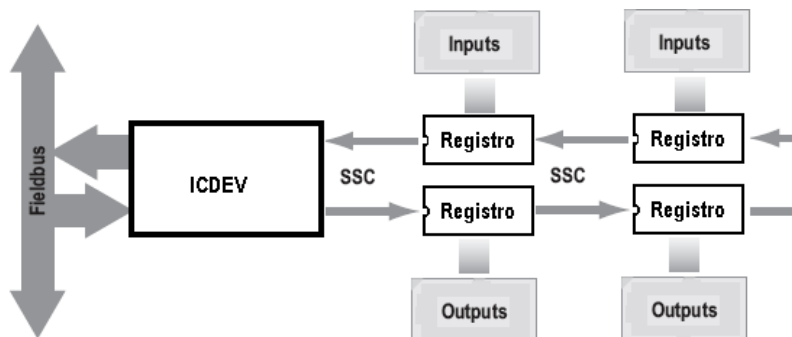 Inputs
Inputs
Registro
Registro
ICDEV
SSC
SSC
Fieldbus
Registro
Registro
Outputs
Outputs